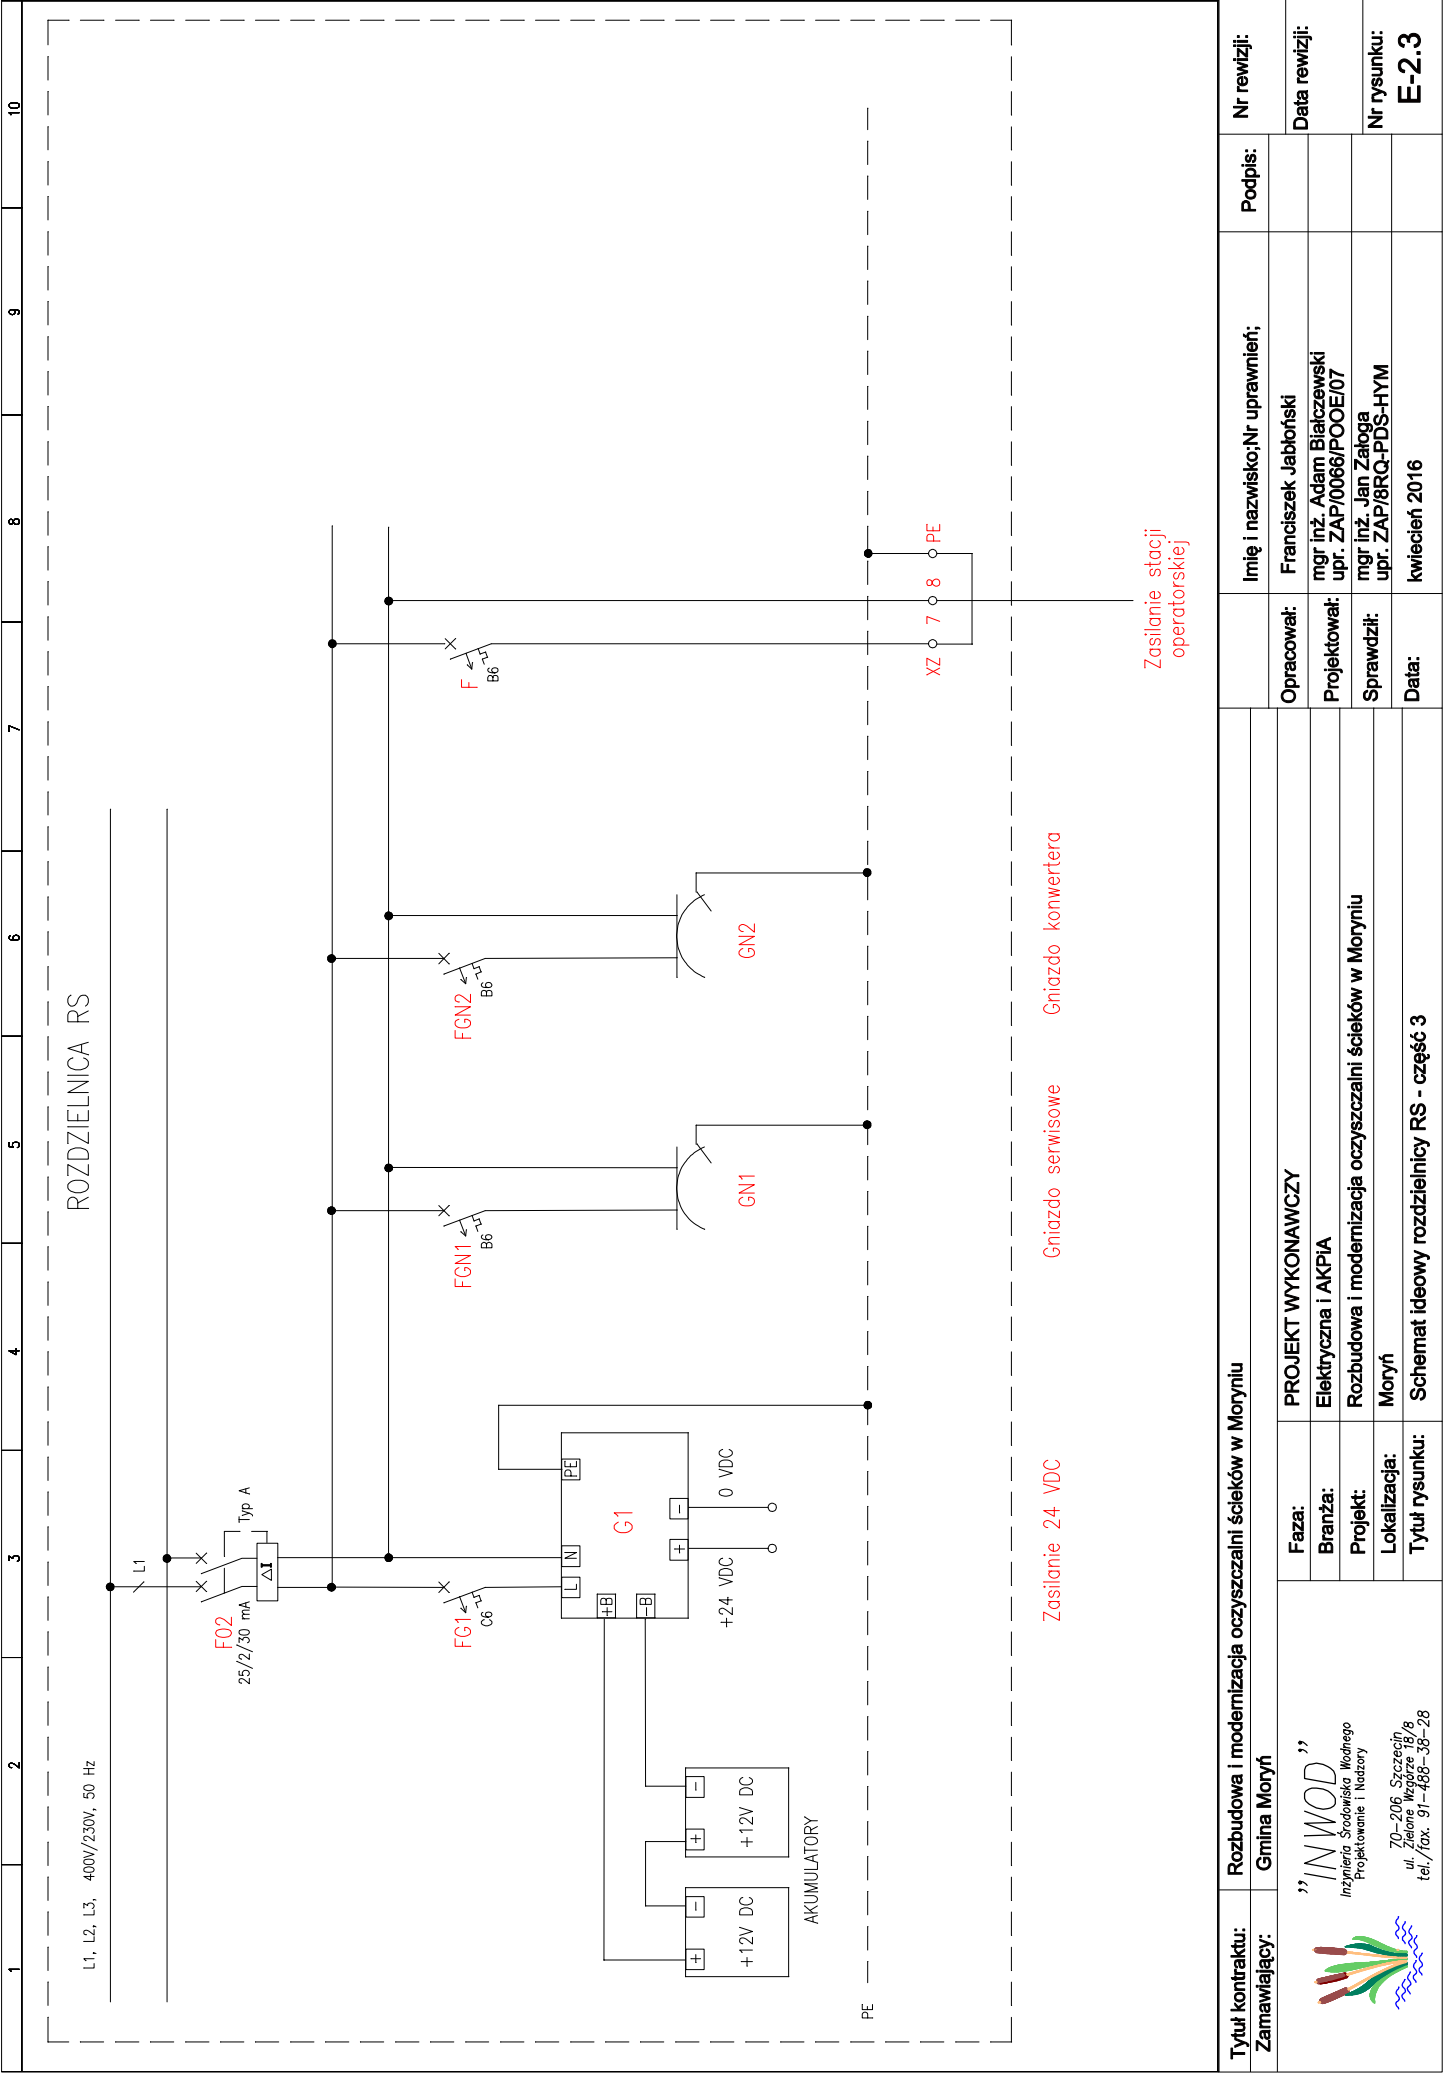 1 2 3 4 5 6 7 8 9 10
ROZDZIELNICA RS
L1, L2, L3, 400V/230V, 50 Hz
L1
F02
25/2/30 mA
Typ A
ΔI
FG1
C6
FGN1
B6
FGN2
B6
F
B6
L N PE
G1
+B
-B
+ -
+24 VDC
0 VDC
+ - + -
+12V DC
+12V DC
AKUMULATORY
GN1
GN2
PE
XZ 7 8 PE
Zasilanie 24 VDC
Gniazdo serwisowe
Gniazdo konwertera
Zasilanie stacji
operatorskiej
Tytuł kontraktu: Rozbudowa i modernizacja oczyszczalni ścieków w Moryniu
Zamawiający: Gmina Moryń
"INWOD"
Inżynieria Środowiska Wodnego
Projektowanie i Nadzory
70-206 Szczecin
ul. Zielone Wzgórze 18/8
tel./fax. 91-488-38-28
Faza: PROJEKT WYKONAWCZY
Branża: Elektryczna i AKPiA
Projekt: Rozbudowa i modernizacja oczyszczalni ścieków w Moryniu
Lokalizacja: Moryń
Tytuł rysunku: Schemat ideowy rozdzielnicy RS - część 3
Imię i nazwisko;Nr uprawnień; Podpis:
Opracował: Franciszek Jabłoński
Projektował: mgr inż. Adam Białczewski
upr. ZAP/0066/POOE/07
Sprawdził: mgr inż. Jan Załoga
upr. ZAP/8RQ-PDS-HYM
Data: kwiecień 2016
Nr rewizji:
Data rewizji:
Nr rysunku:
E-2.3